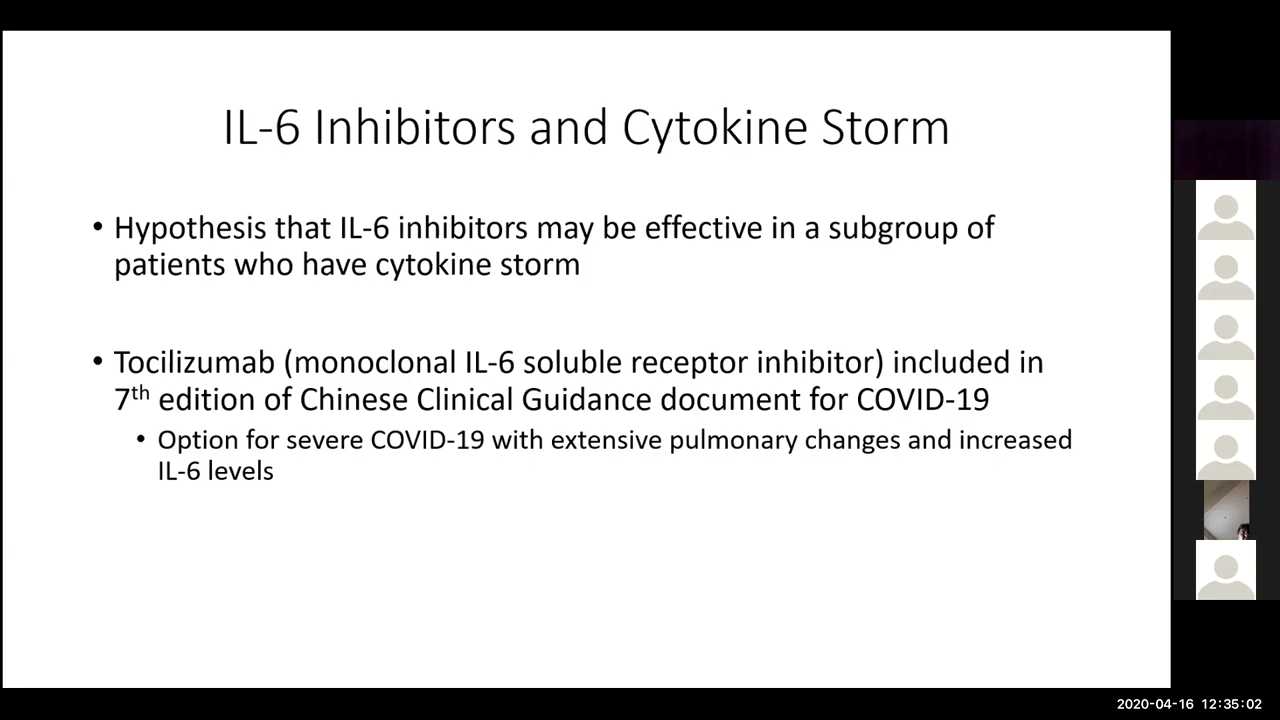 IL-6 Inhibitors and Cytokine Storm
• Hypothesis that IL-6 inhibitors may be effective in a subgroup of
patients who have cytokine storm
• Tocilizumab (monoclonal IL-6 soluble receptor inhibitor) included in
7th edition of Chinese Clinical Guidance document for COVID-19
• Option for severe COVID-19 with extensive pulmonary changes and increased
IL-6 levels
2020-04-16 12:35:02